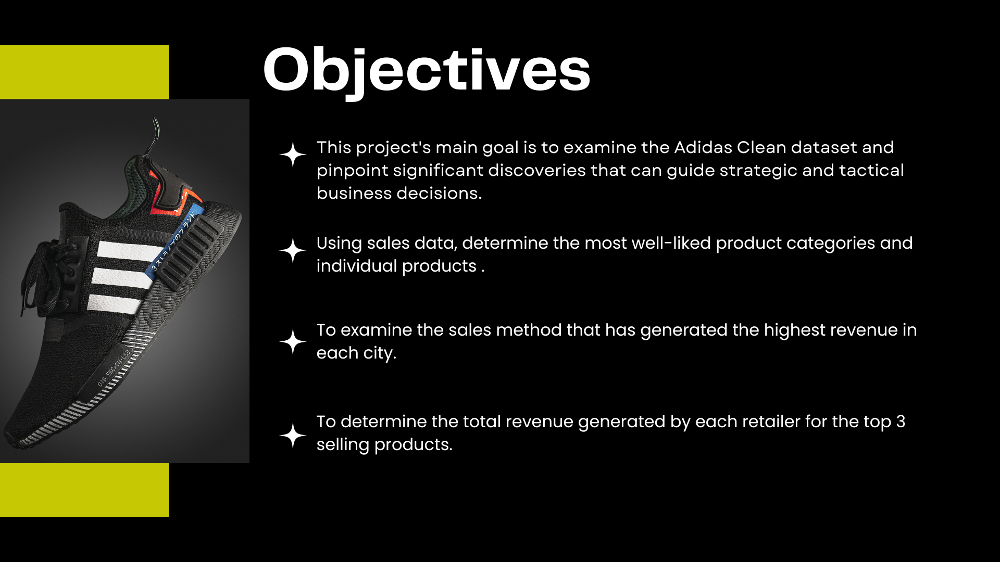 Objectives
This project's main goal is to examine the Adidas Clean dataset and
pinpoint significant discoveries that can guide strategic and tactical
business decisions.
Using sales data, determine the most well-liked product categories and
individual products .
To examine the sales method that has generated the highest revenue in
each city.
To determine the total revenue generated by each retailer for the top 3
selling products.
3ストライプのブランド